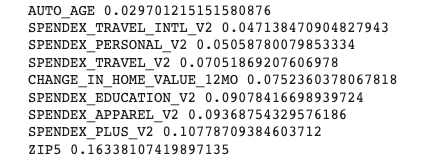 AUTO_AGE 0.029701215151580876
SPENDEX_TRAVEL_INTL_V2 0.047138470904827943
SPENDEX_PERSONAL_V2 0.05058780079853334
SPENDEX_TRAVEL_V2 0.07051869207606978
CHANGE_IN_HOME_VALUE_12MO 0.0752360378067818
SPENDEX_EDUCATION_V2 0.09078416698939724
SPENDEX_APPAREL_V2 0.09368754329576186
SPENDEX_PLUS_V2 0.10778709384603712
ZIP5 0.16338107419897135